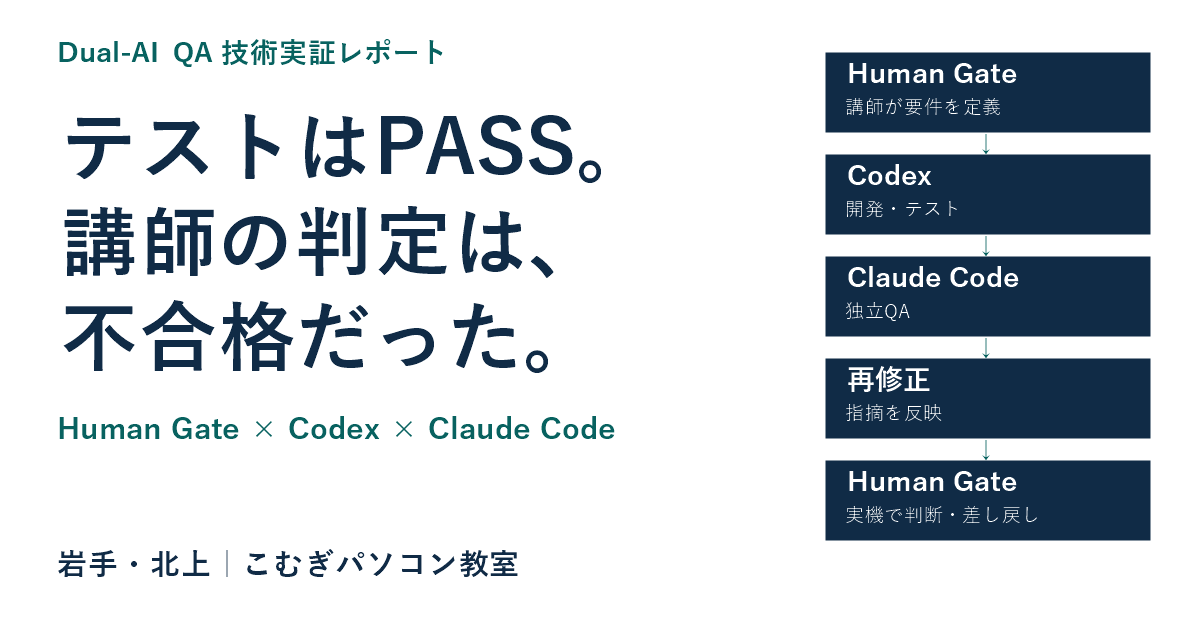 Dual-AI QA 技術実証レポート
テストはPASS。
講師の判定は、
不合格だった。
Human Gate × Codex × Claude Code
岩手・北上｜こむぎパソコン教室
Human Gate
講師が要件を定義
↓
Codex
開発・テスト
↓
Claude Code
独立QA
↓
再修正
指摘を反映
↓
Human Gate
実機で判断・差し戻し